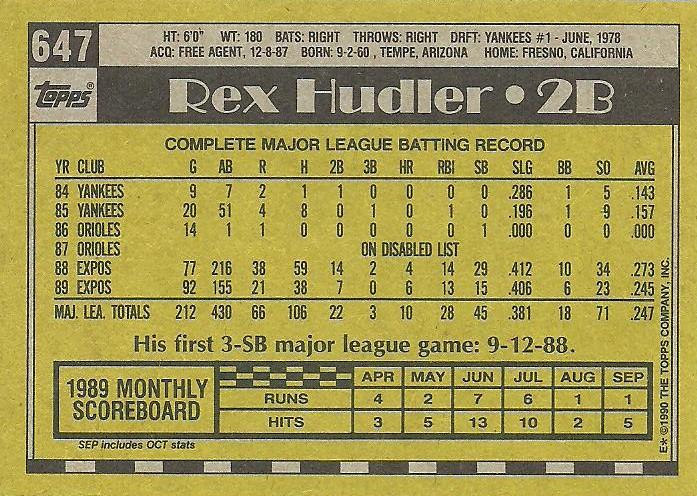 647
HT: 6'0" WT: 180 BATS: RIGHT THROWS: RIGHT DRFT: YANKEES #1 - JUNE, 1978
ACQ: FREE AGENT, 12-8-87 BORN: 9-2-60 , TEMPE, ARIZONA HOME: FRESNO, CALIFORNIA
TOPPS®
Rex Hudler • 2B
COMPLETE MAJOR LEAGUE BATTING RECORD
YR CLUB G AB R H 2B 3B HR RBI SB SLG BB SO AVG
84 YANKEES 9 7 2 1 1 0 0 0 0 .286 1 5 .143
85 YANKEES 20 51 4 8 0 1 0 1 0 .196 1 9 .157
86 ORIOLES 14 1 1 0 0 0 0 0 1 .000 0 0 .000
87 ORIOLES ON DISABLED LIST
88 EXPOS 77 216 38 59 14 2 4 14 29 .412 10 34 .273
89 EXPOS 92 155 21 38 7 0 6 13 15 .406 6 23 .245
MAJ. LEA. TOTALS 212 430 66 106 22 3 10 28 45 .381 18 71 .247
His first 3-SB major league game: 9-12-88.
1989 MONTHLY
SCOREBOARD
APR MAY JUN JUL AUG SEP
RUNS 4 2 7 6 1 1
HITS 3 5 13 10 2 5
SEP includes OCT stats
E* ©1990 THE TOPPS COMPANY, INC.